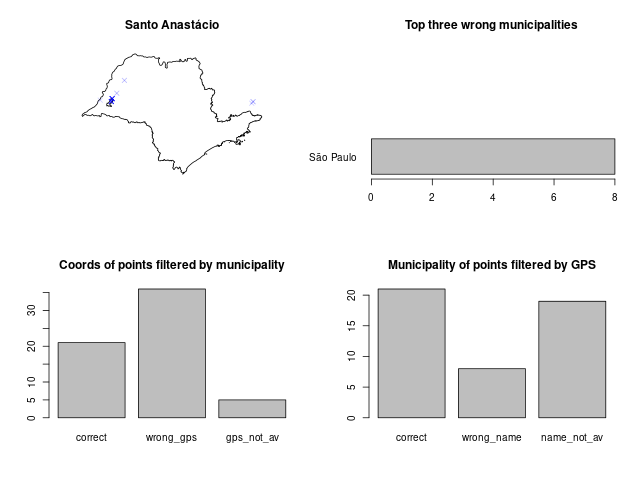 Santo Anastácio
Top three wrong municipalities
São Paulo
0 2 4 6 8
Coords of points filtered by municipality
0 5 10 20 30
correct wrong_gps gps_not_av
Municipality of points filtered by GPS
0 5 10 15 20
correct wrong_name name_not_av